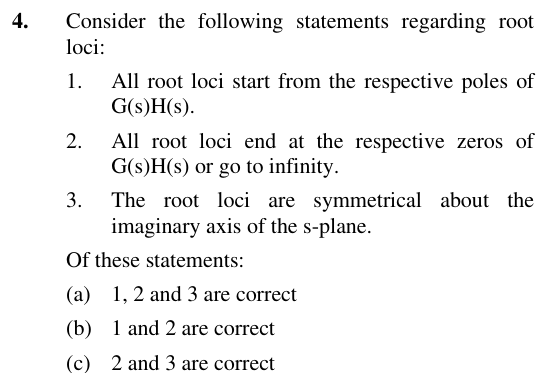 4. Consider the following statements regarding root
loci:
1. All root loci start from the respective poles of
G(s)H(s).
2. All root loci end at the respective zeros of
G(s)H(s) or go to infinity.
3. The root loci are symmetrical about the
imaginary axis of the s-plane.
Of these statements:
(a) 1, 2 and 3 are correct
(b) 1 and 2 are correct
(c) 2 and 3 are correct